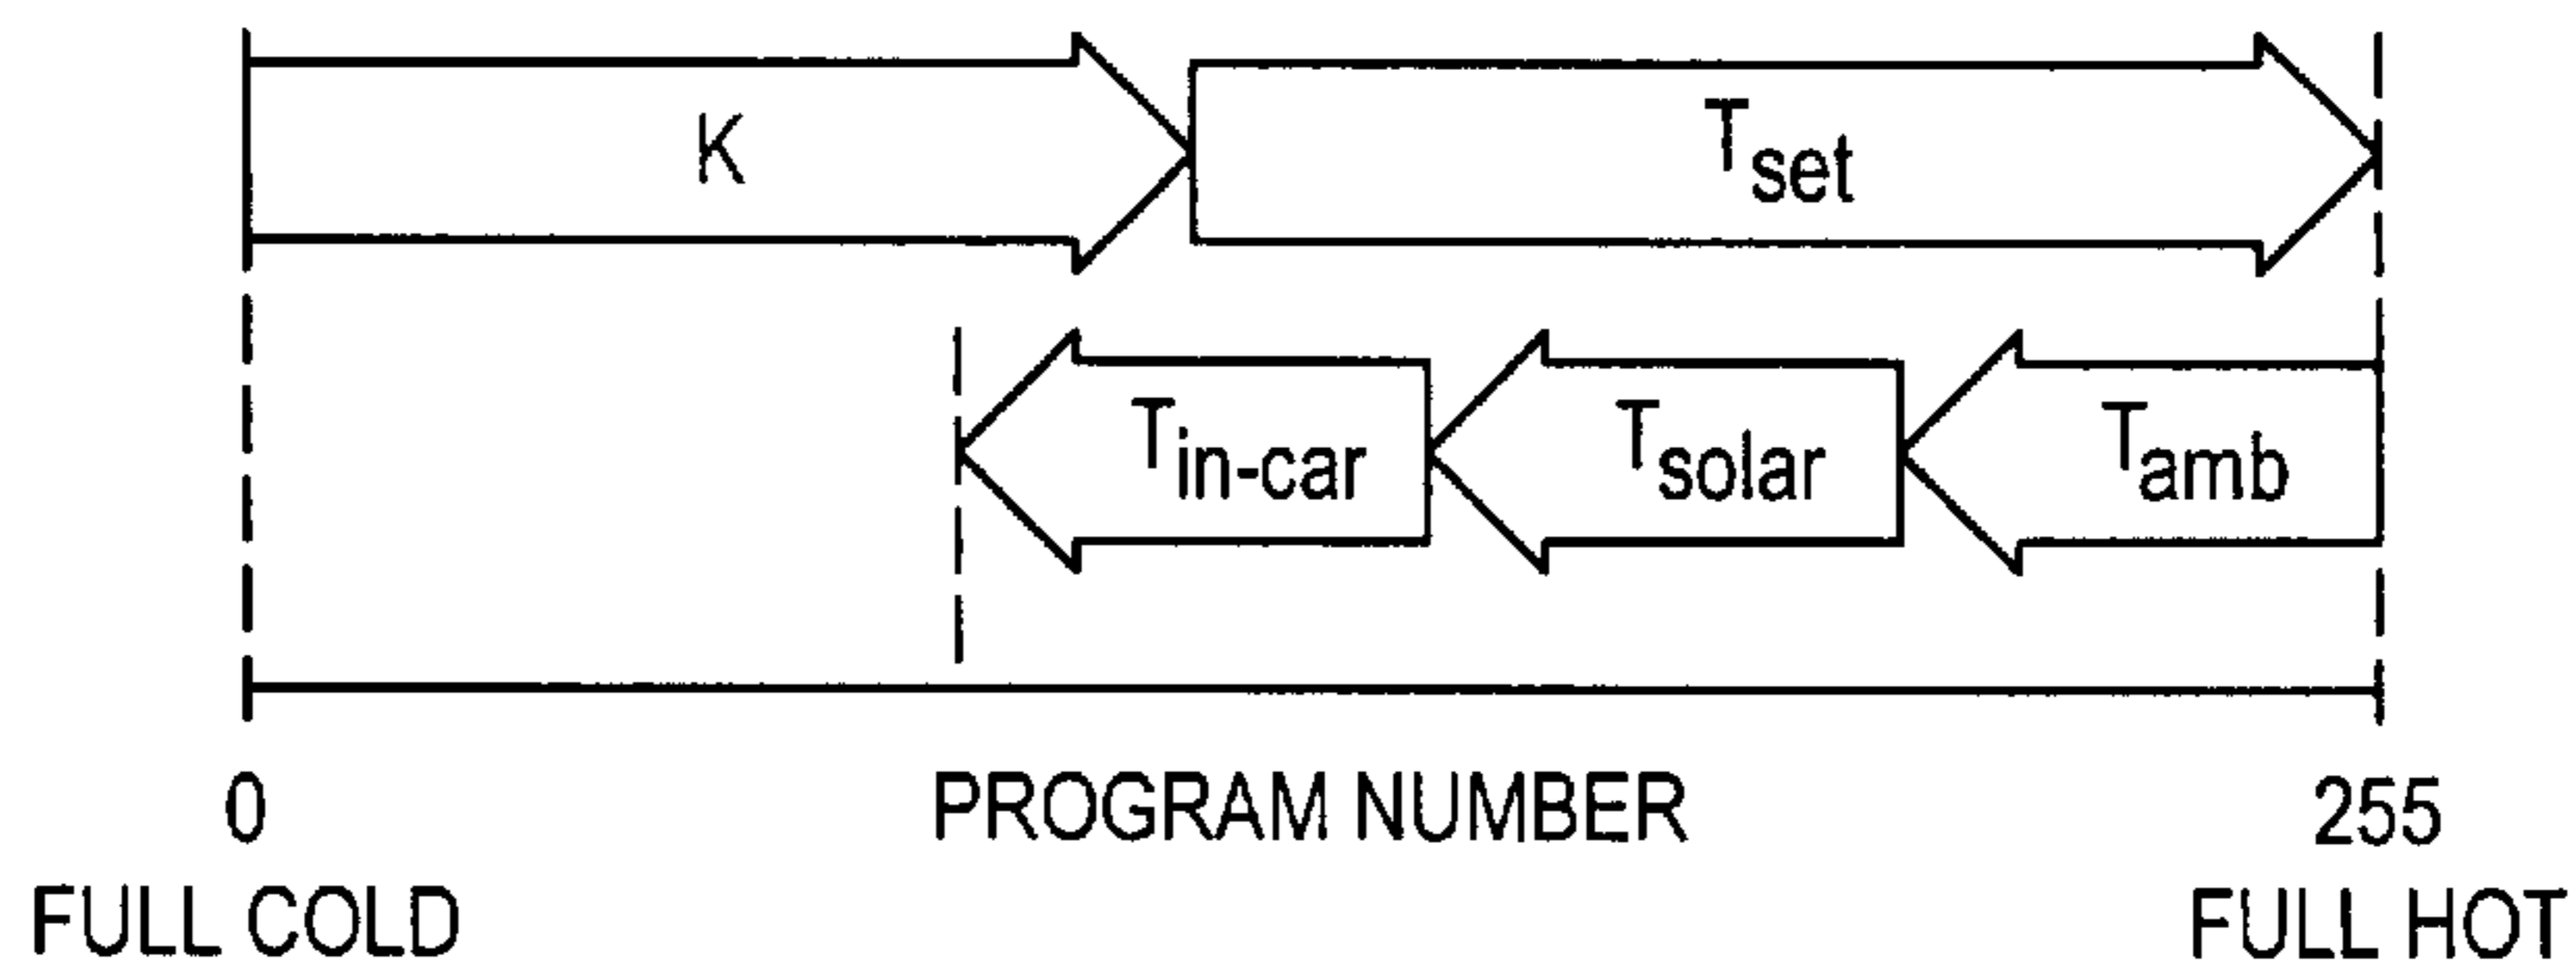 K
Tset
Tin-car
Tsolar
Tamb
0
PROGRAM NUMBER
255
FULL COLD
FULL HOT